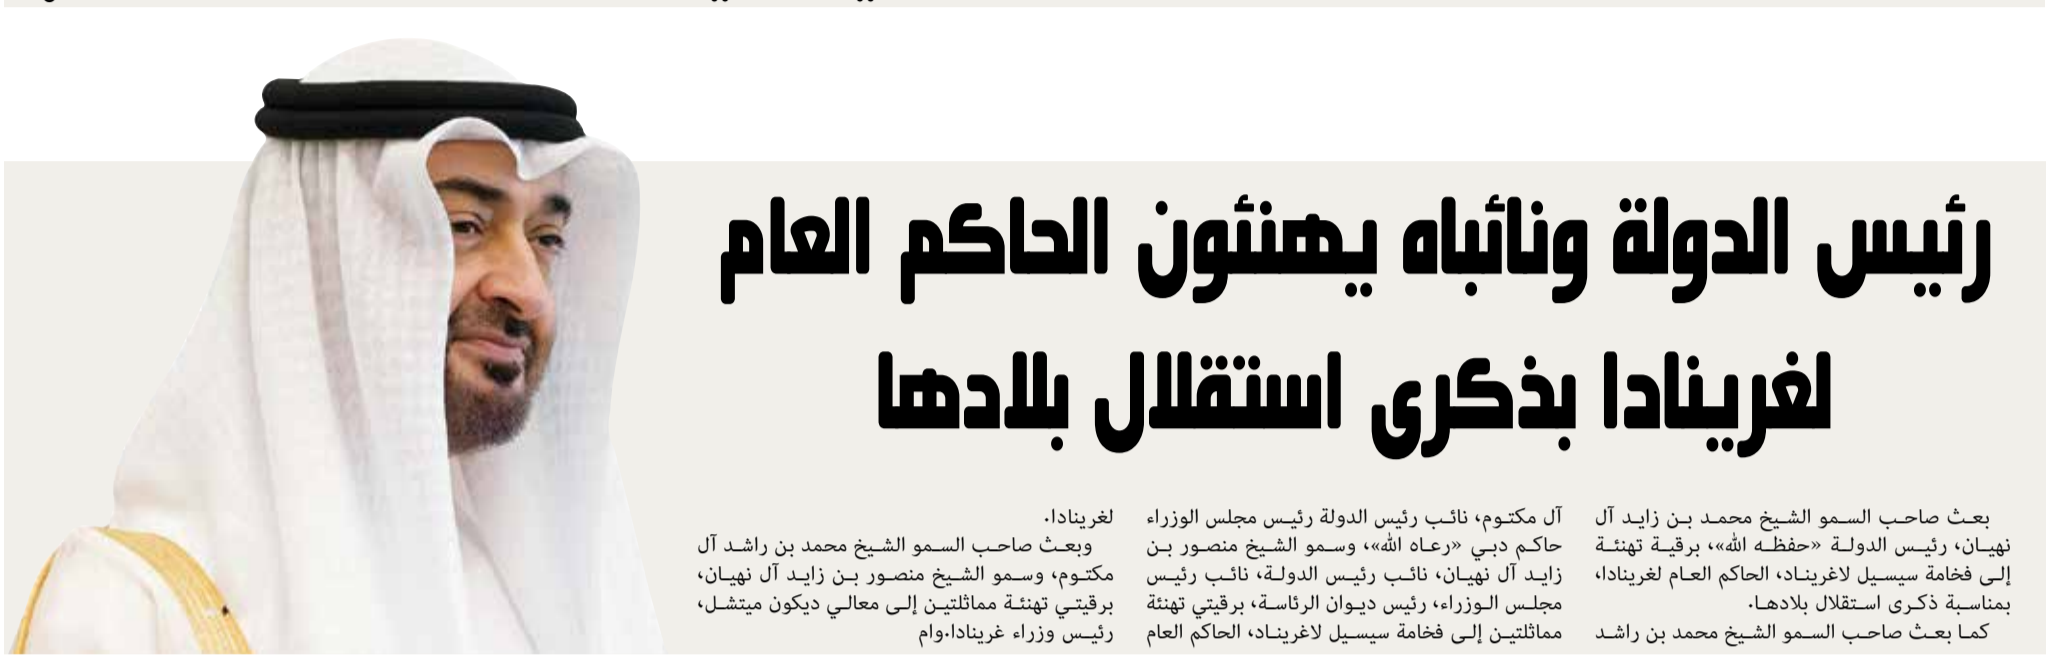 رئيس الدولة ونائباه يهنئون الحاكم العام
لغرينادا بذكرى استقلال بلادها
بعث صاحب السمو الشيخ محمد بن زايد آل
نهيان، رئيس الدولة «حفظه الله»، برقية تهنئة
إلى فخامة سيسيل لاغريناد، الحاكم العام لغرينادا،
بمناسبة ذكرى استقلال بلادها.
كما بعث صاحب السمو الشيخ محمد بن راشد
آل مكتوم، نائب رئيس الدولة رئيس مجلس الوزراء
حاكم دبي «رعاه الله»، وسمو الشيخ منصور بن
زايد آل نهيان، نائب رئيس الدولة، نائب رئيس
مجلس الوزراء، رئيس ديوان الرئاسة، برقيتي تهنئة
مماثلتين إلى فخامة سيسيل لاغريناد، الحاكم العام
لغرينادا.
وبعث صاحب السمو الشيخ محمد بن راشد آل
مكتوم، وسمو الشيخ منصور بن زايد آل نهيان،
برقيتي تهنئة مماثلتين إلى معالي ديكون ميتشل،
رئيس وزراء غرينادا.وام